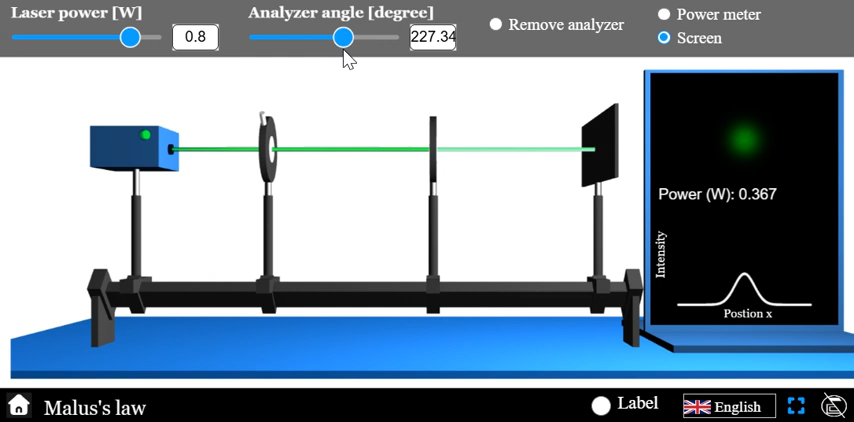 Laser power [W]
0.8
Analyzer angle [degree]
227.34
Remove analyzer
Power meter
Screen
Power (W): 0.367
Intensity
Postion x
Malus's law
Label
English